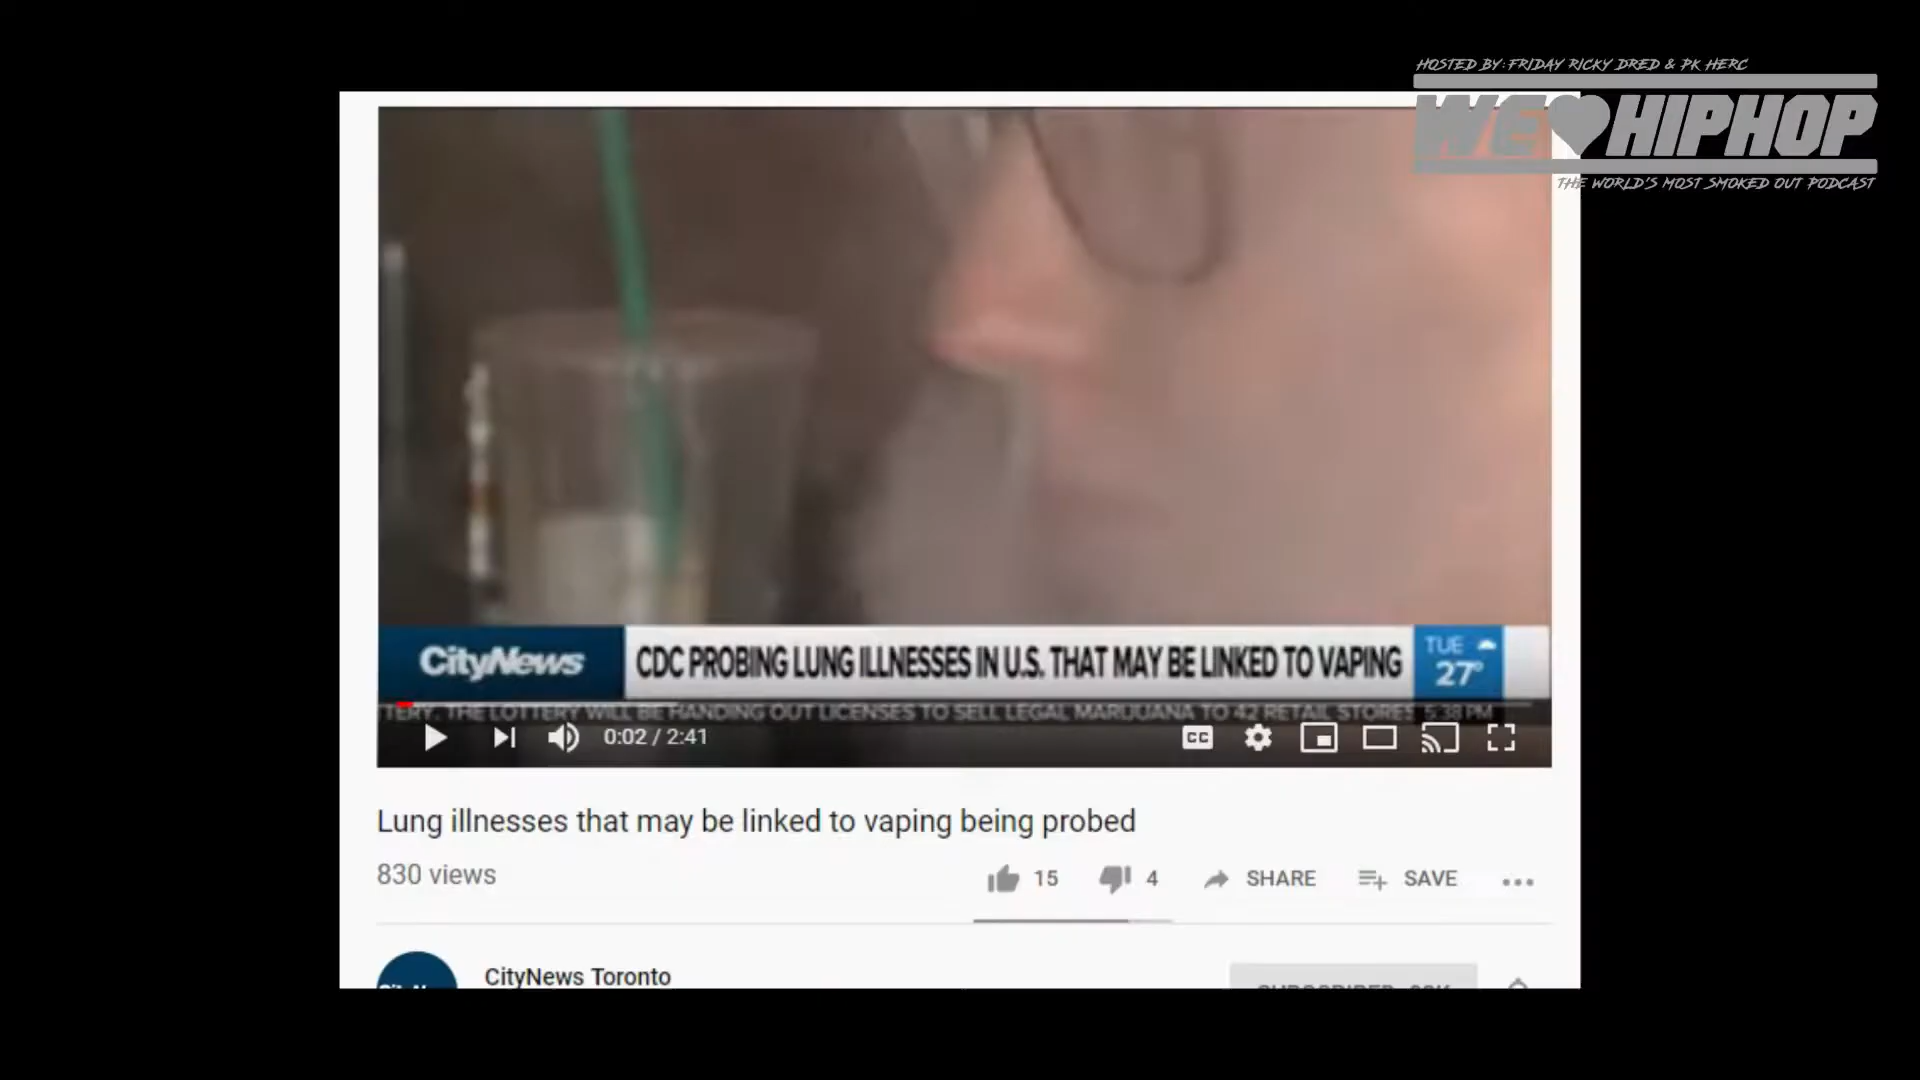 HOSTED BY: FRIDAY RICKY DRED & PK HERC
WE HIPHOP
THE WORLD'S MOST SMOKED OUT PODCAST
CityNews
CDC PROBING LUNG ILLNESSES IN U.S. THAT MAY BE LINKED TO VAPING
TUE
27°
TTERY. THE LOTTERY WILL BE HANDING OUT LICENSES TO SELL LEGAL MARIJUANA TO 42 RETAIL STORES 5:38 PM
0:02 / 2:41
CC
Lung illnesses that may be linked to vaping being probed
830 views
15
4
SHARE
SAVE
CityNews Toronto